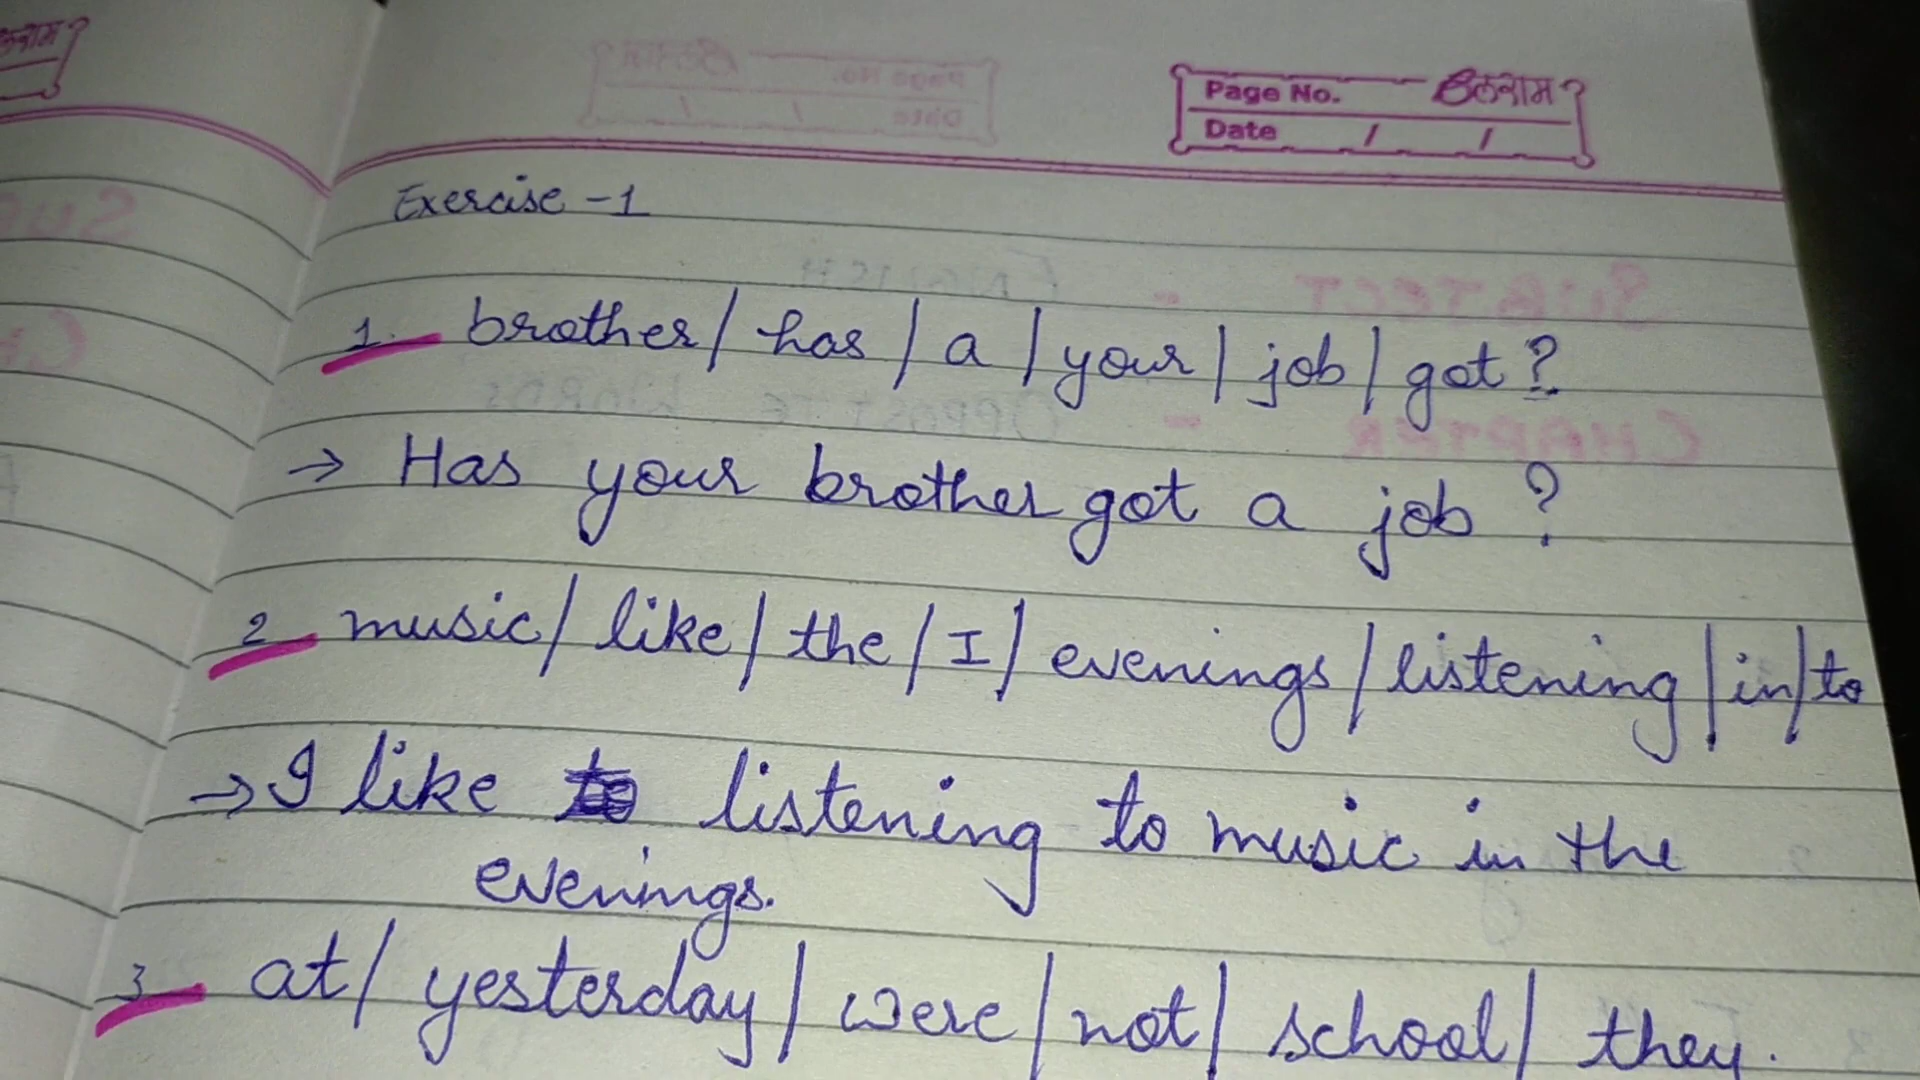 Page No.
Date / /
Exercise - 1
1. brother / has / a / your / job / got ?
→ Has your brother got a job ?
2 music / like / the / I / evenings / listening / in / to
→ I like listening to music in the
evenings.
3 at / yesterday / were / not / school / they.